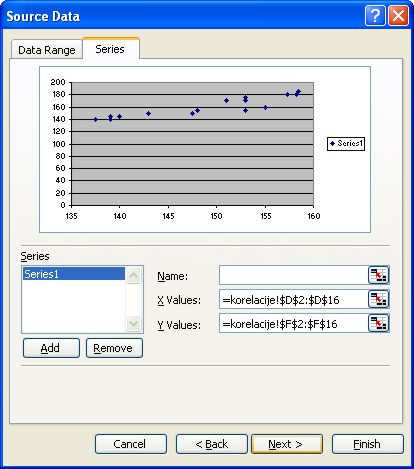 Source Data
Data Range
Series
200
180
160
140
120
100
80
60
40
20
0
135
140
145
150
155
160
Series1
Series
Series1
Name:
X Values:
=korelacije!$D$2:$D$16
Y Values:
=korelacije!$F$2:$F$16
Add
Remove
Cancel
< Back
Next >
Finish